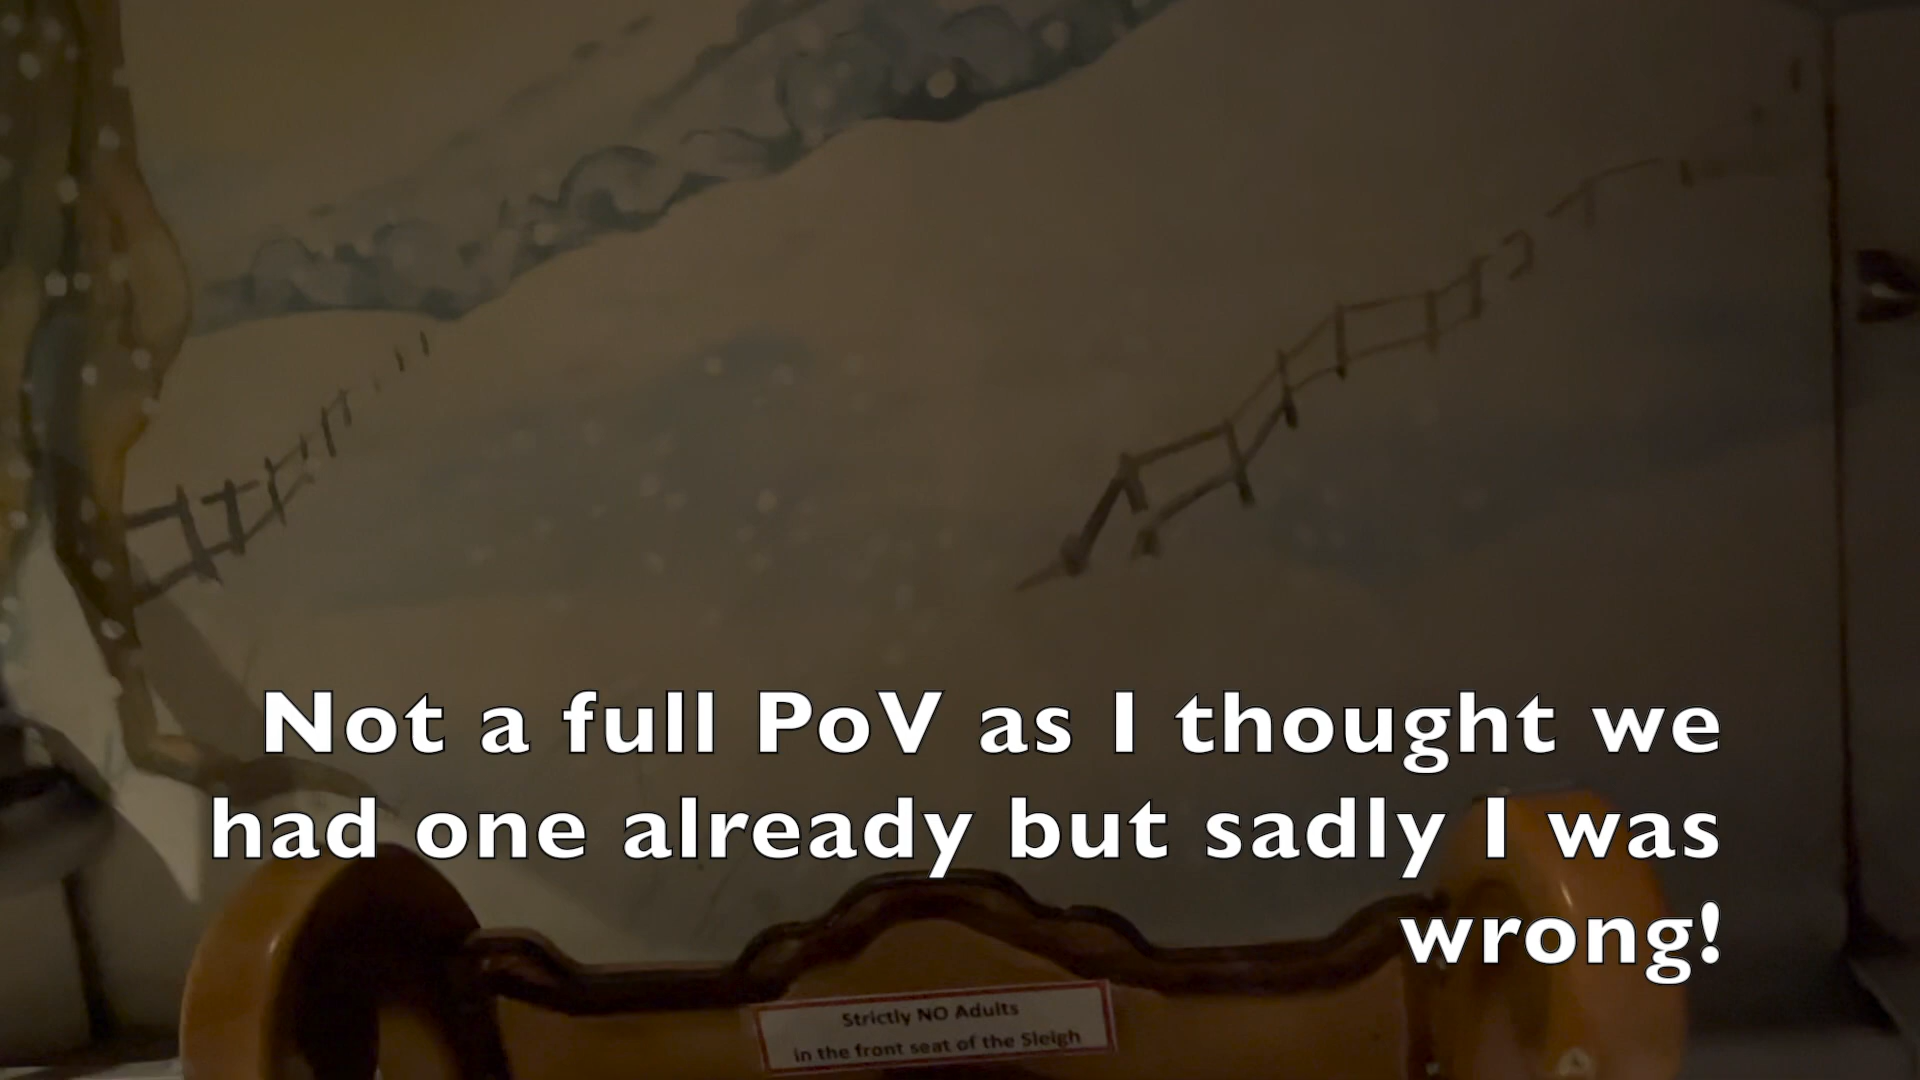 Not a full PoV as I thought we
had one already but sadly I was
wrong!
Strictly NO Adults
in the front seat of the Sleigh